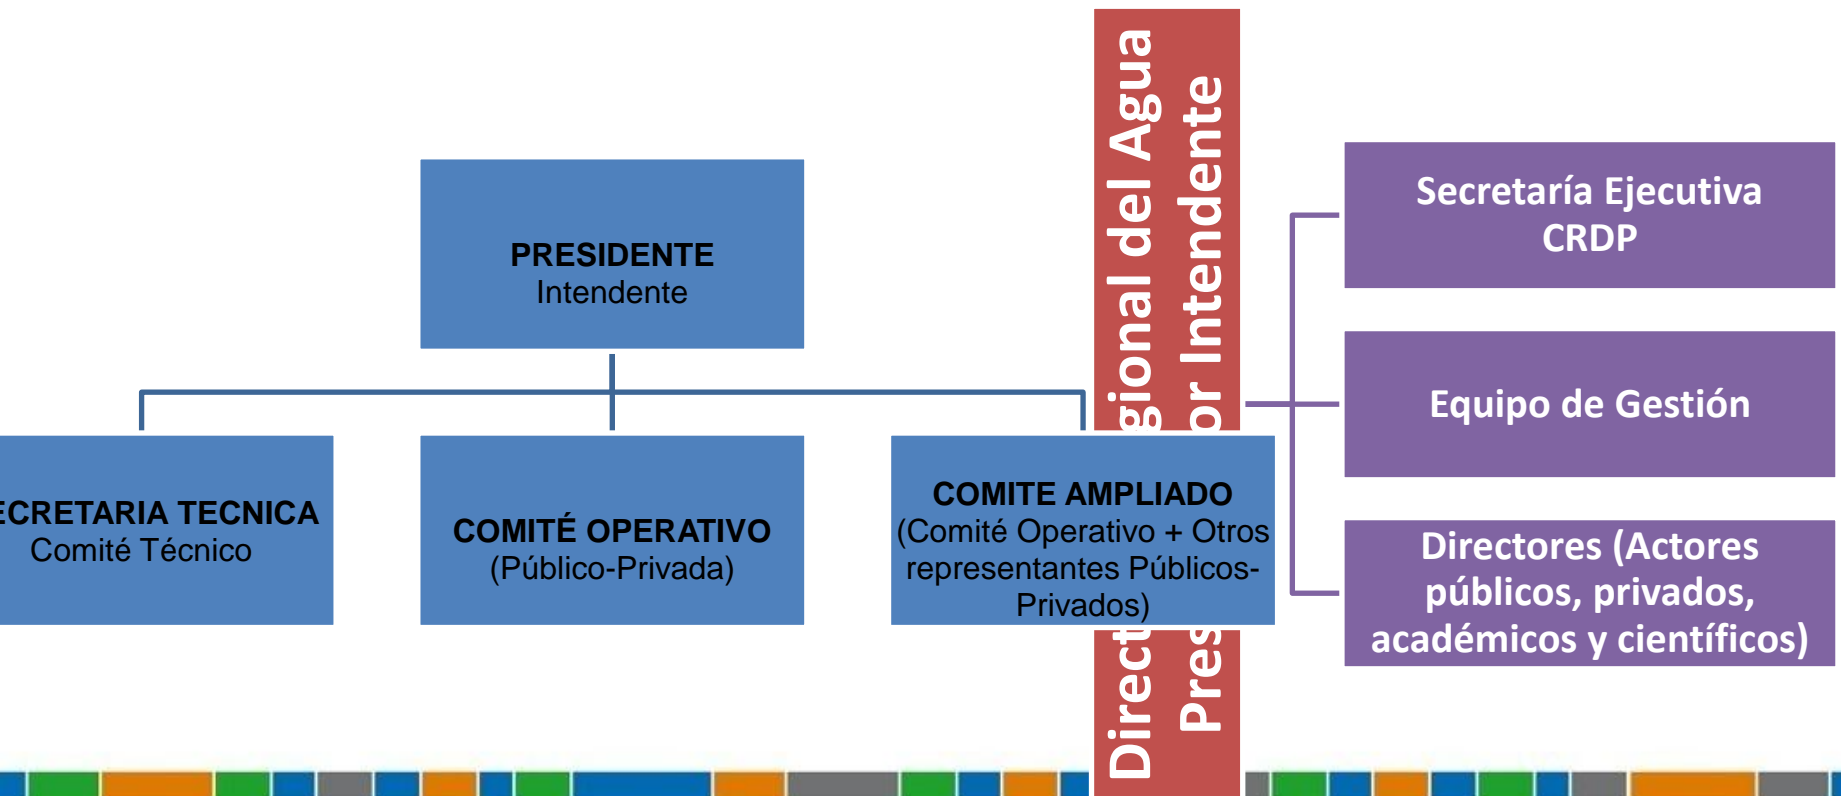 PRESIDENTE
Intendente
ECRETARIA TECNICA
Comité Técnico
COMITÉ OPERATIVO
(Público-Privada)
COMITE AMPLIADO
(Comité Operativo + Otros
representantes Públicos-
Privados)
Direct gional del Agua
Pres or Intendente
Secretaría Ejecutiva
CRDP
Equipo de Gestión
Directores (Actores
públicos, privados,
académicos y científicos)